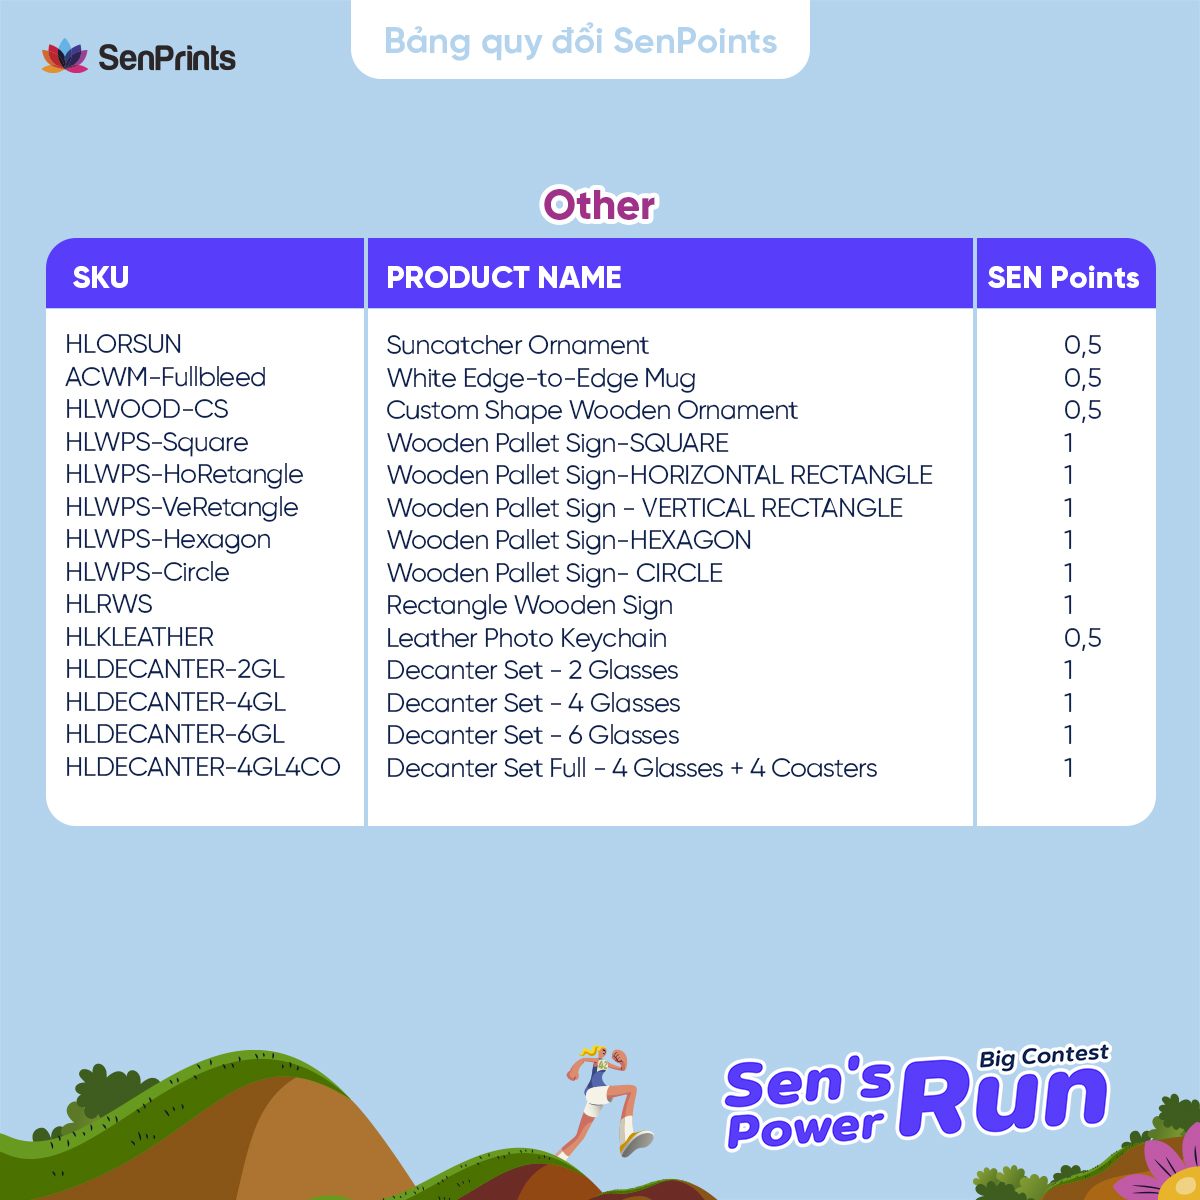 SenPrints
Bảng quy đổi SenPoints
Other
SKU PRODUCT NAME SEN Points
HLORSUN Suncatcher Ornament 0,5
ACWM-Fullbleed White Edge-to-Edge Mug 0,5
HLWOOD-CS Custom Shape Wooden Ornament 0,5
HLWPS-Square Wooden Pallet Sign-SQUARE 1
HLWPS-HoRetangle Wooden Pallet Sign-HORIZONTAL RECTANGLE 1
HLWPS-VeRetangle Wooden Pallet Sign - VERTICAL RECTANGLE 1
HLWPS-Hexagon Wooden Pallet Sign-HEXAGON 1
HLWPS-Circle Wooden Pallet Sign- CIRCLE 1
HLRWS Rectangle Wooden Sign 1
HLKLEATHER Leather Photo Keychain 0,5
HLDECANTER-2GL Decanter Set - 2 Glasses 1
HLDECANTER-4GL Decanter Set - 4 Glasses 1
HLDECANTER-6GL Decanter Set - 6 Glasses 1
HLDECANTER-4GL4CO Decanter Set Full - 4 Glasses + 4 Coasters 1
Big Contest
Sen's Power Run